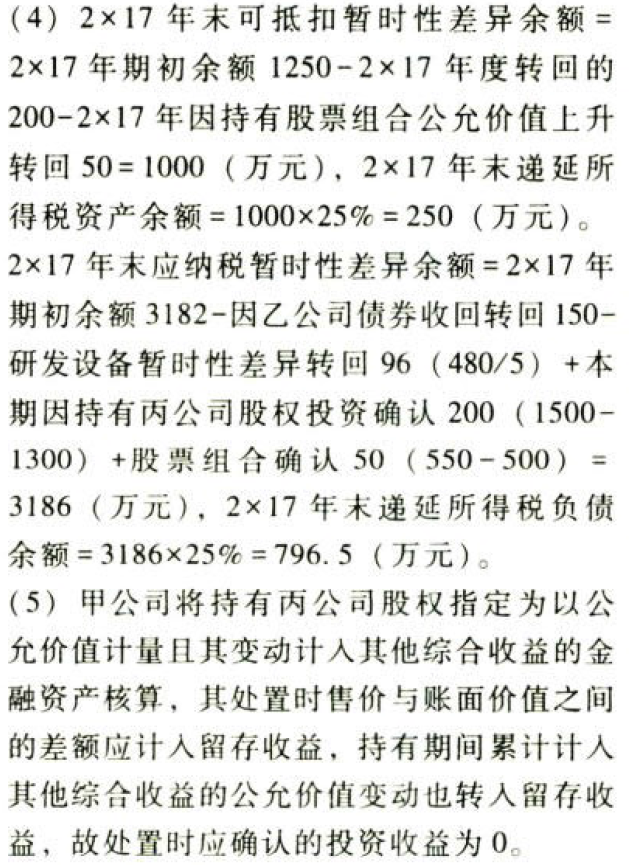 (4) 2×17 年末可抵扣暂时性差异余额=
2×17 年期初余额 1250-2×17 年度转回的
200-2×17 年因持有股票组合公允价值上升
转回 50=1000（万元），2×17 年末递延所
得税资产余额=1000×25%=250（万元）。
2×17 年末应纳税暂时性差异余额=2×17 年
期初余额 3182-因乙公司债券收回转回 150-
研发设备暂时性差异转回 96（480/5）+本
期因持有丙公司股权投资确认 200（1500-
1300）+股票组合确认 50（550-500）=
3186（万元），2×17 年末递延所得税负债
余额=3186×25%=796.5（万元）。
(5) 甲公司将持有丙公司股权指定为以公
允价值计量且其变动计入其他综合收益的金
融资产核算，其处置时售价与账面价值之间
的差额应计入留存收益，持有期间累计计入
其他综合收益的公允价值变动也转入留存收
益，故处置时应确认的投资收益为 0。